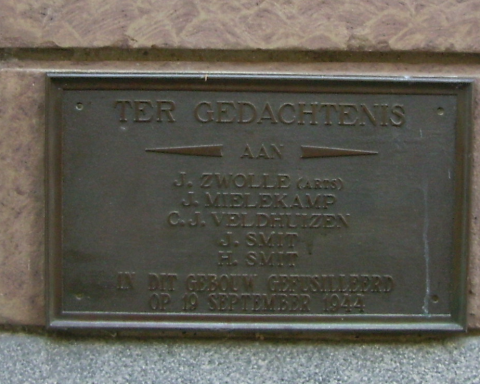 TER GEDACHTENIS
AAN
J. ZWOLLE (ARTS)
J. MIELEKAMP
C.J. VELDHUIZEN
J. SMIT
H. SMIT
IN DIT GEBOUW GEFUSILLEERD
OP 19 SEPTEMBER 1944